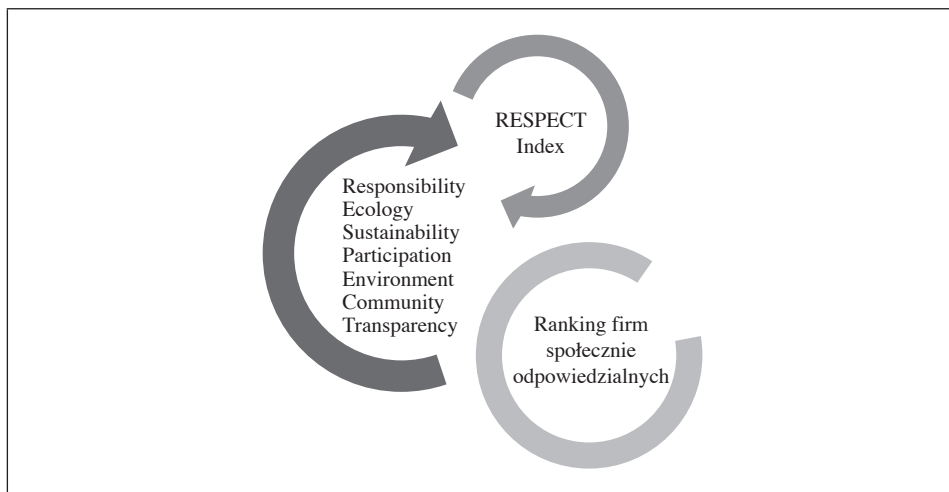 RESPECT
Index
Responsibility
Ecology
Sustainability
Participation
Environment
Community
Transparency
Ranking firm
społecznie
odpowiedzialnych